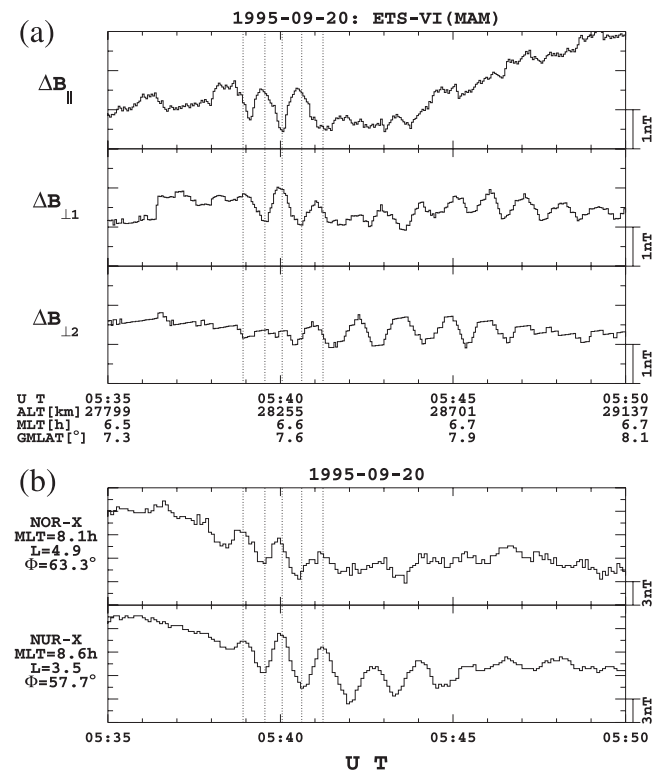 (a)
1995-09-20: ETS-VI(MAM)
ΔB∥
1nT
ΔB⊥1
1nT
ΔB⊥2
1nT
U T 05:35 05:40 05:45 05:50
ALT[km] 27799 28255 28701 29137
MLT[h] 6.5 6.6 6.7 6.7
GMLAT[°] 7.3 7.6 7.9 8.1
(b)
1995-09-20
NOR-X
MLT=8.1h
L=4.9
Φ=63.3°
3nT
NUR-X
MLT=8.6h
L=3.5
Φ=57.7°
3nT
05:35 05:40 05:45 05:50
U T